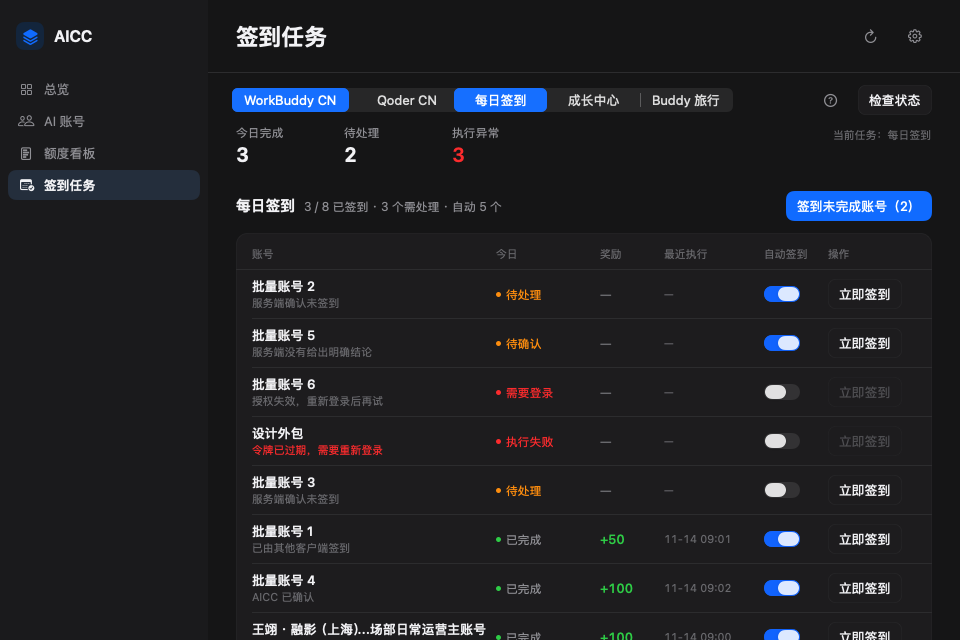 AICC
总览
AI 账号
额度看板
签到任务
签到任务
WorkBuddy CN
Qoder CN
每日签到
成长中心
Buddy 旅行
检查状态
今日完成
待处理
执行异常
当前任务：每日签到
3
2
3
每日签到 3 / 8 已签到 · 3 个需处理 · 自动 5 个
签到未完成账号（2）
账号 今日 奖励 最近执行 自动签到 操作
批量账号 2
服务端确认未签到
待处理 — — 立即签到
批量账号 5
服务端没有给出明确结论
待确认 — — 立即签到
批量账号 6
授权失效，重新登录后再试
需要登录 — — 立即签到
设计外包
令牌已过期，需要重新登录
执行失败 — — 立即签到
批量账号 3
服务端确认未签到
待处理 — — 立即签到
批量账号 1
已由其他客户端签到
已完成 +50 11-14 09:01 立即签到
批量账号 4
AICC 已确认
已完成 +100 11-14 09:02 立即签到
王翊 · 融影（上海)…场部日常运营主账号
已完成 +100 11-14 09:00 立即签到